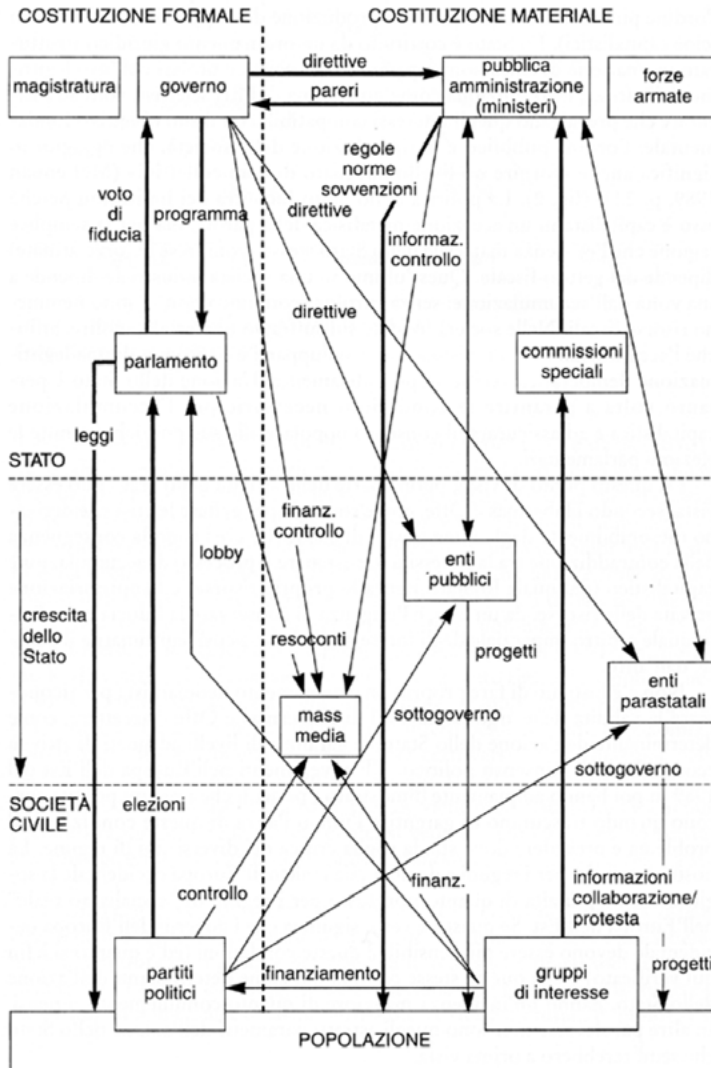 COSTITUZIONE FORMALE
COSTITUZIONE MATERIALE
magistratura
governo
direttive
pareri
pubblica
amministrazione
(ministeri)
forze
armate
voto
di
fiducia
programma
direttive
regole
norme
sovvenzioni
informaz.
controllo
direttive
parlamento
commissioni
speciali
leggi
STATO
finanz.
controllo
lobby
enti
pubblici
crescita
dello
Stato
resoconti
progetti
enti
parastatali
mass
media
sottogoverno
sottogoverno
SOCIETÀ
CIVILE
elezioni
controllo
finanz.
informazioni
collaborazione/
protesta
partiti
politici
finanziamento
gruppi
di interesse
progetti
POPOLAZIONE